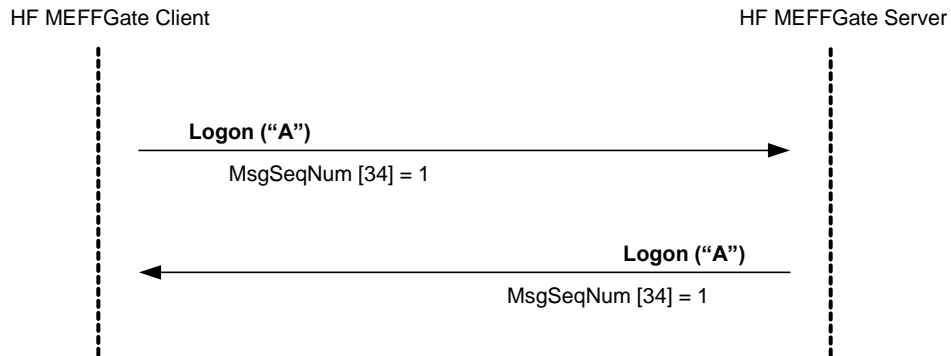 HF MEFFGate Client
HF MEFFGate Server
Logon (“A”)
MsgSeqNum [34] = 1
Logon (“A”)
MsgSeqNum [34] = 1